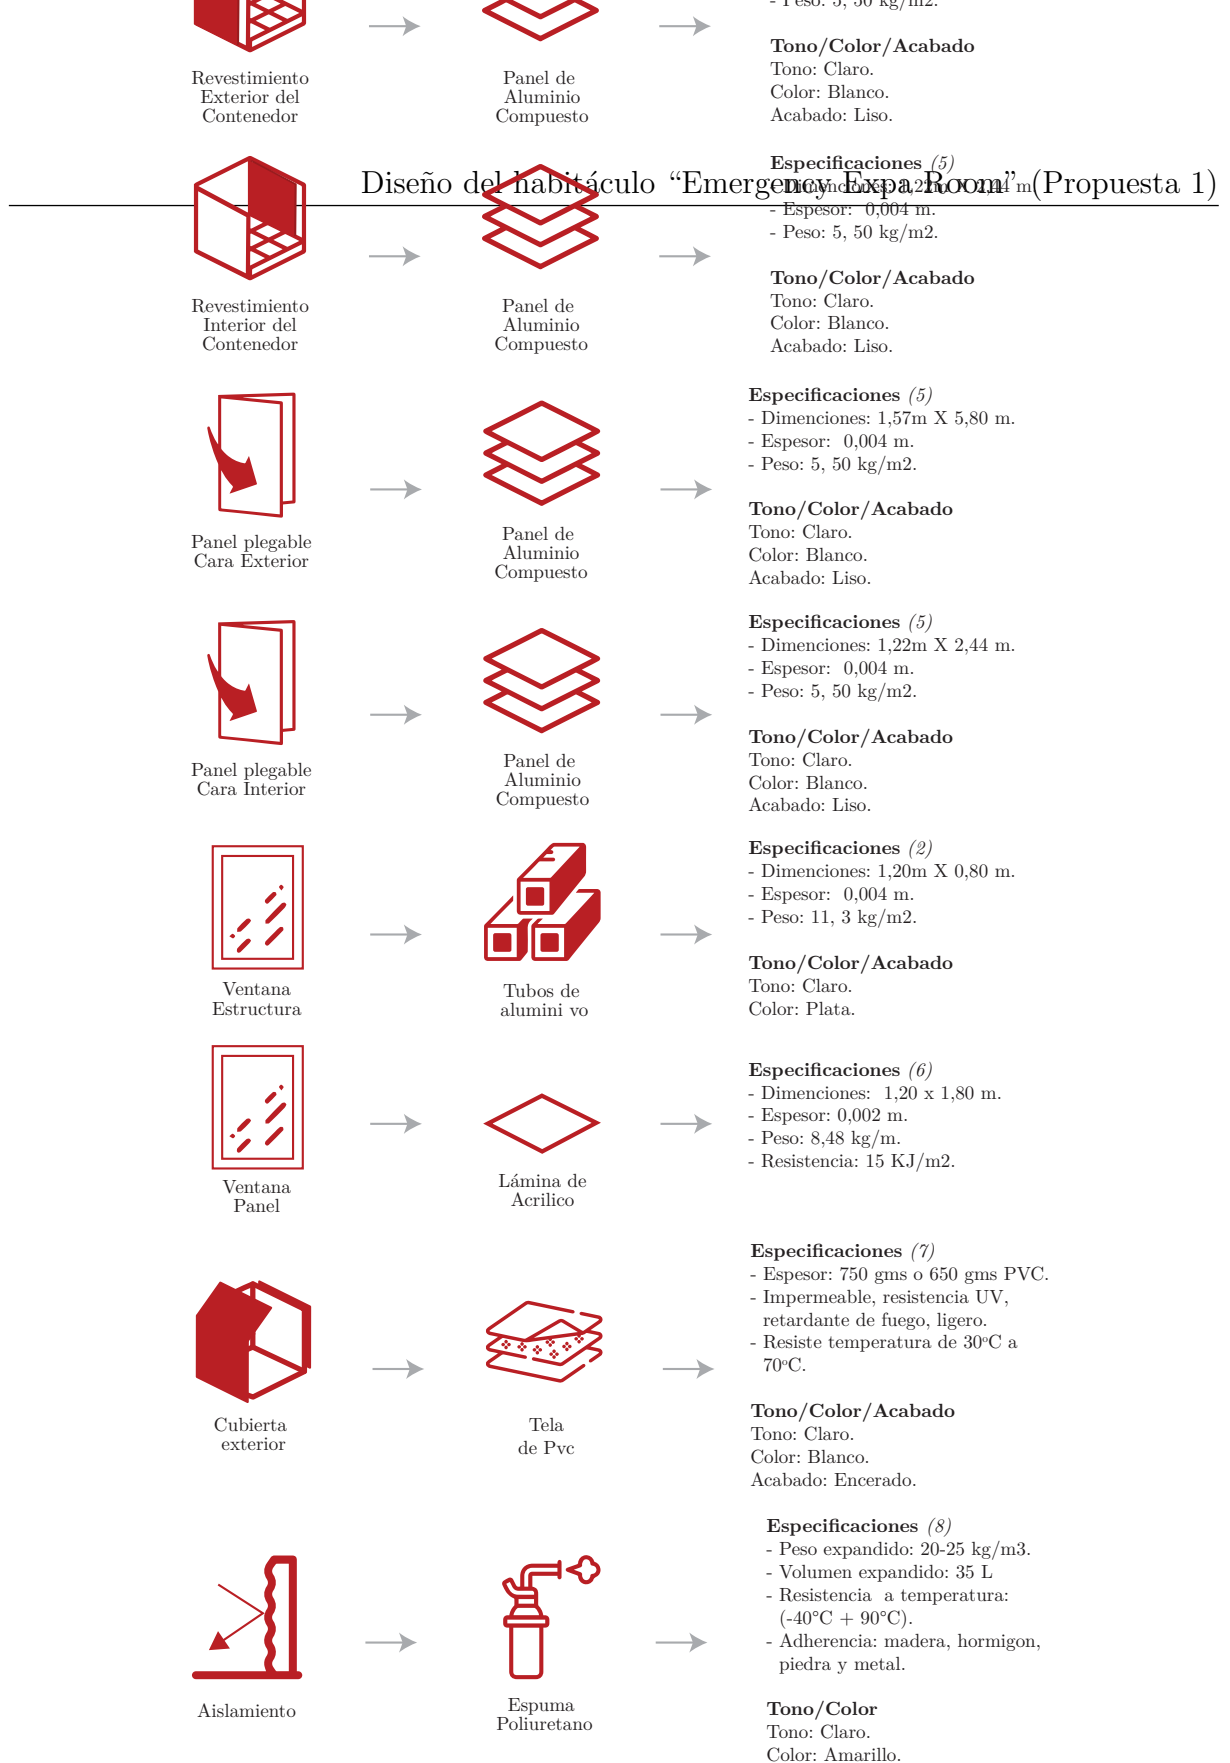 - Peso: 5, 50 kg/m2.
Tono/Color/Acabado
Tono: Claro.
Color: Blanco.
Acabado: Liso.
Revestimiento
Exterior del
Contenedor
Panel de
Aluminio
Compuesto
Diseño del habitáculo “Emergency Expa Room” (Propuesta 1)
Especificaciones (5)
- Dimenciones: 1,22m X 2,44 m.
- Espesor: 0,004 m.
- Peso: 5, 50 kg/m2.
Tono/Color/Acabado
Tono: Claro.
Color: Blanco.
Acabado: Liso.
Revestimiento
Interior del
Contenedor
Panel de
Aluminio
Compuesto
Especificaciones (5)
- Dimenciones: 1,57m X 5,80 m.
- Espesor: 0,004 m.
- Peso: 5, 50 kg/m2.
Tono/Color/Acabado
Tono: Claro.
Color: Blanco.
Acabado: Liso.
Panel plegable
Cara Exterior
Panel de
Aluminio
Compuesto
Especificaciones (5)
- Dimenciones: 1,22m X 2,44 m.
- Espesor: 0,004 m.
- Peso: 5, 50 kg/m2.
Tono/Color/Acabado
Tono: Claro.
Color: Blanco.
Acabado: Liso.
Panel plegable
Cara Interior
Panel de
Aluminio
Compuesto
Especificaciones (2)
- Dimenciones: 1,20m X 0,80 m.
- Espesor: 0,004 m.
- Peso: 11, 3 kg/m2.
Tono/Color/Acabado
Tono: Claro.
Color: Plata.
Ventana
Estructura
Tubos de
alumini vo
Especificaciones (6)
- Dimenciones: 1,20 x 1,80 m.
- Espesor: 0,002 m.
- Peso: 8,48 kg/m.
- Resistencia: 15 KJ/m2.
Ventana
Panel
Lámina de
Acrilico
Especificaciones (7)
- Espesor: 750 gms o 650 gms PVC.
- Impermeable, resistencia UV,
retardante de fuego, ligero.
- Resiste temperatura de 30ºC a
70ºC.
Tono/Color/Acabado
Tono: Claro.
Color: Blanco.
Acabado: Encerado.
Cubierta
exterior
Tela
de Pvc
Especificaciones (8)
- Peso expandido: 20-25 kg/m3.
- Volumen expandido: 35 L
- Resistencia a temperatura:
(-40°C + 90°C).
- Adherencia: madera, hormigon,
piedra y metal.
Tono/Color
Tono: Claro.
Color: Amarillo.
Aislamiento
Espuma
Poliuretano